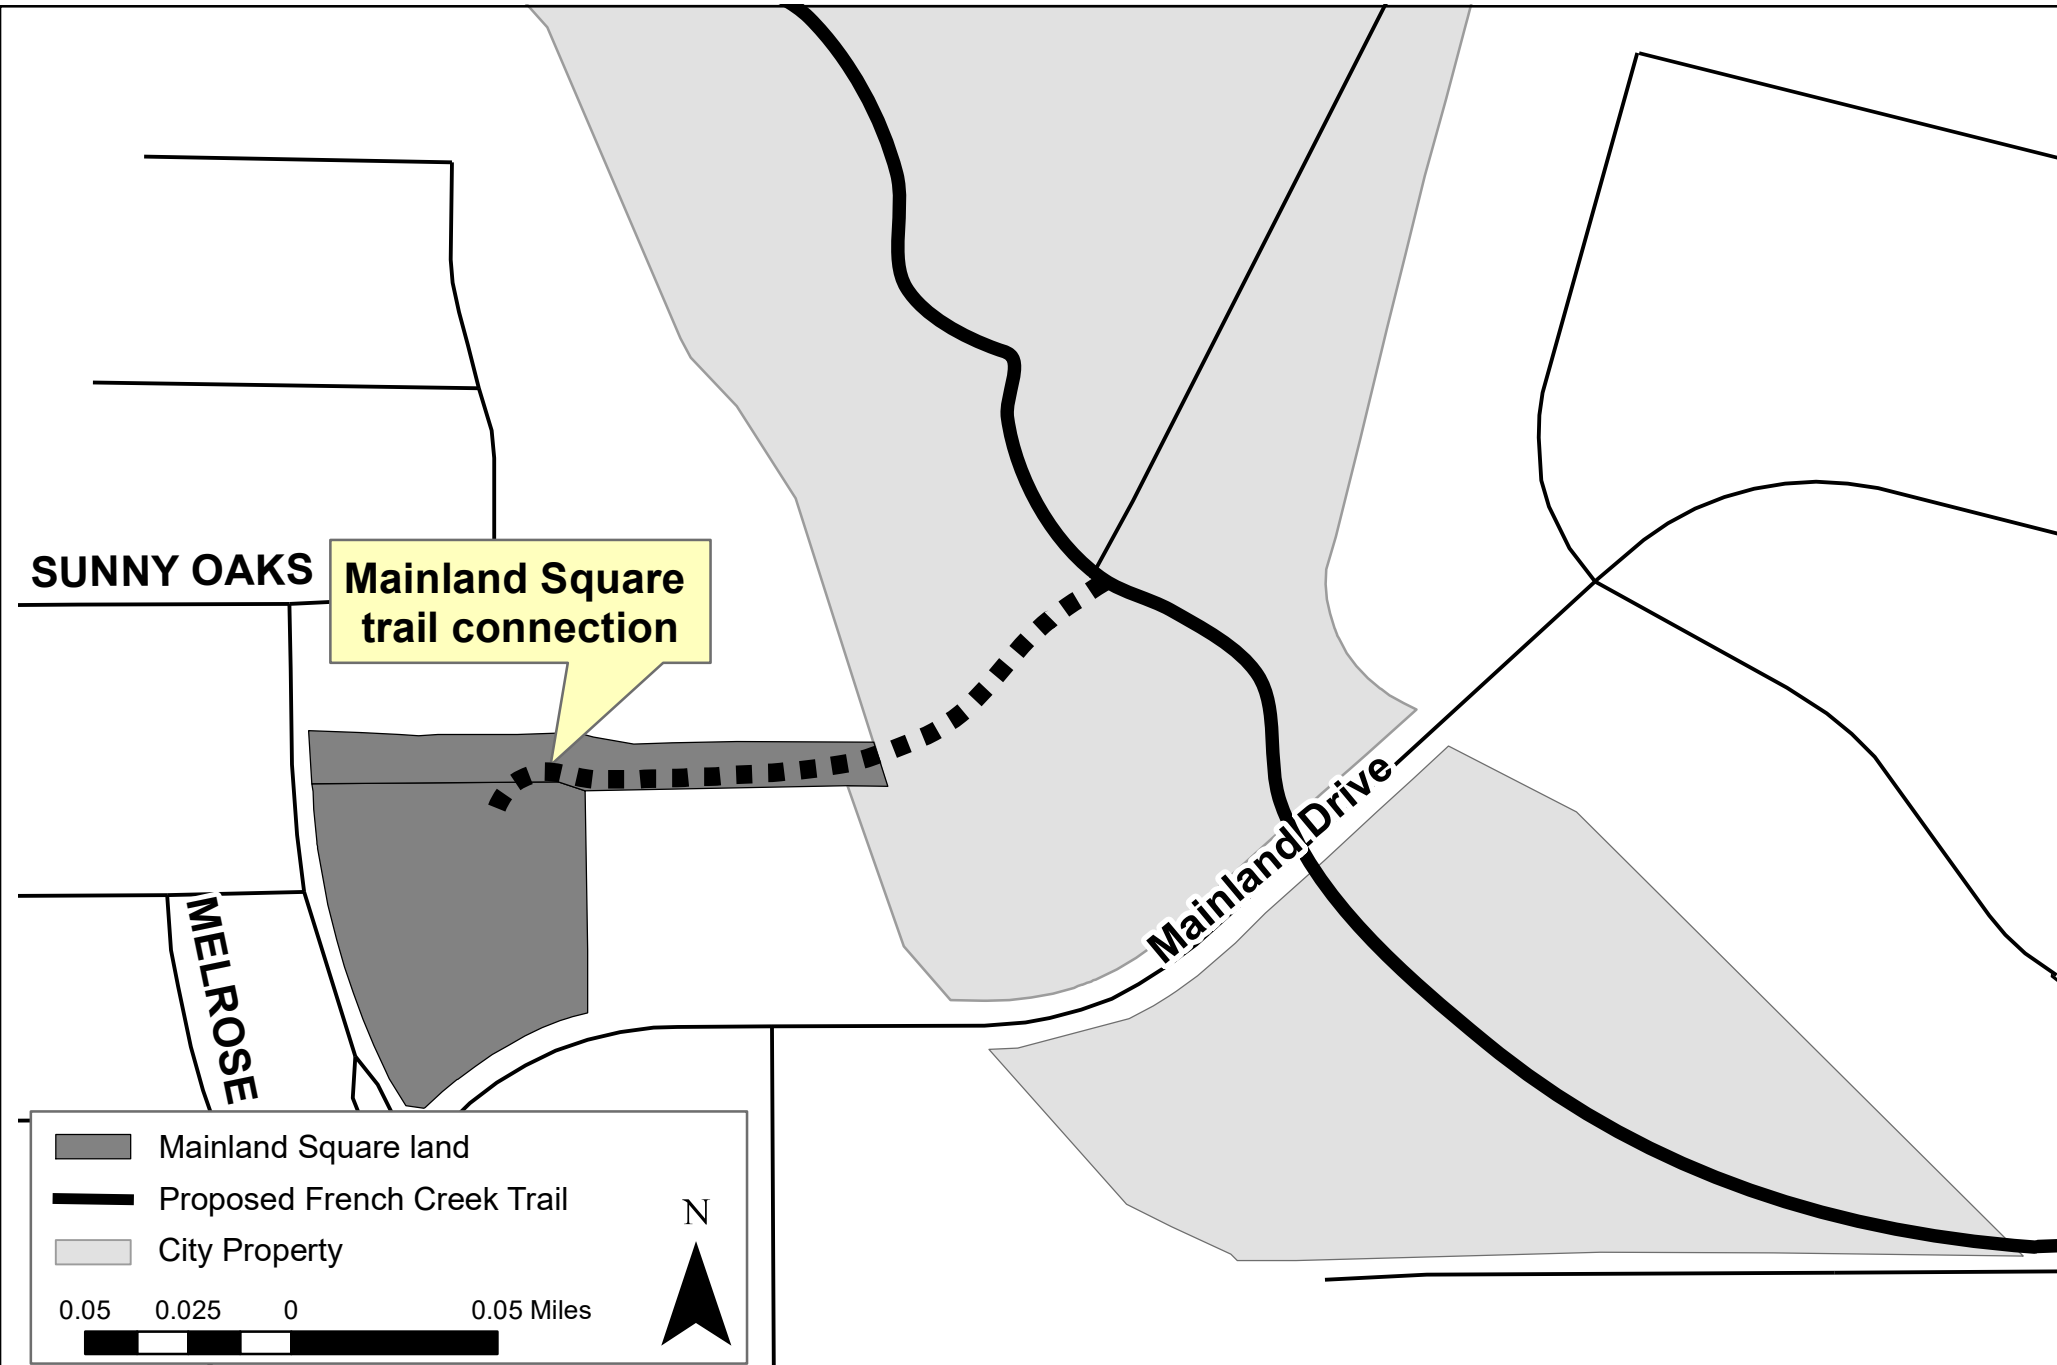 SUNNY OAKS
Mainland Square
trail connection
Mainland Drive
MELROSE
Mainland Square land
Proposed French Creek Trail
City Property
N
0.05 0.025 0 0.05 Miles